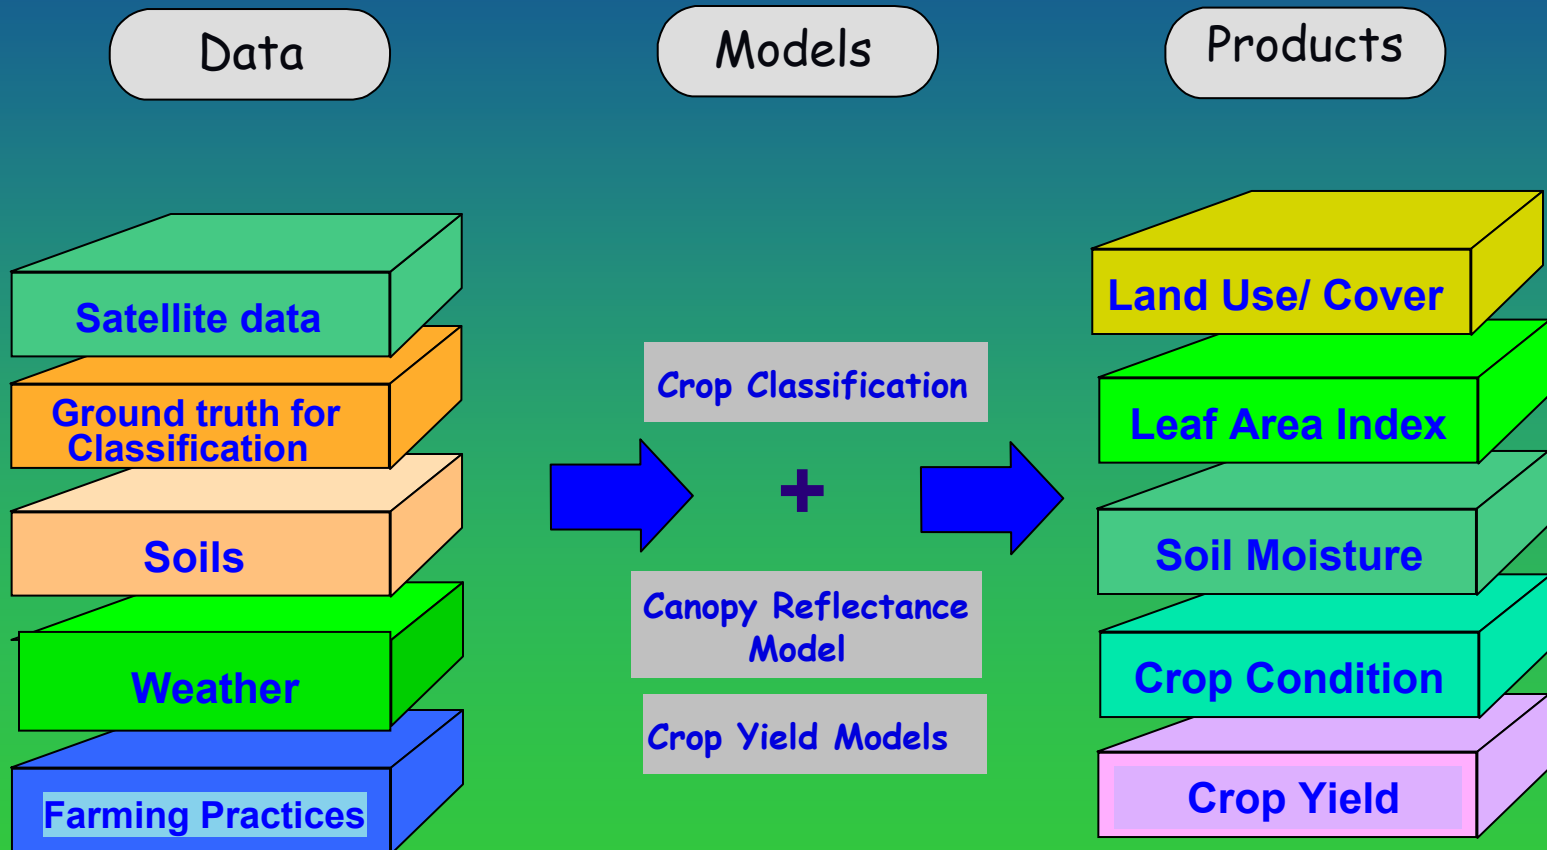 Data
Models
Products
Satellite data
Ground truth for
Classification
Soils
Weather
Farming Practices
Crop Classification
+
Canopy Reflectance
Model
Crop Yield Models
Land Use/ Cover
Leaf Area Index
Soil Moisture
Crop Condition
Crop Yield